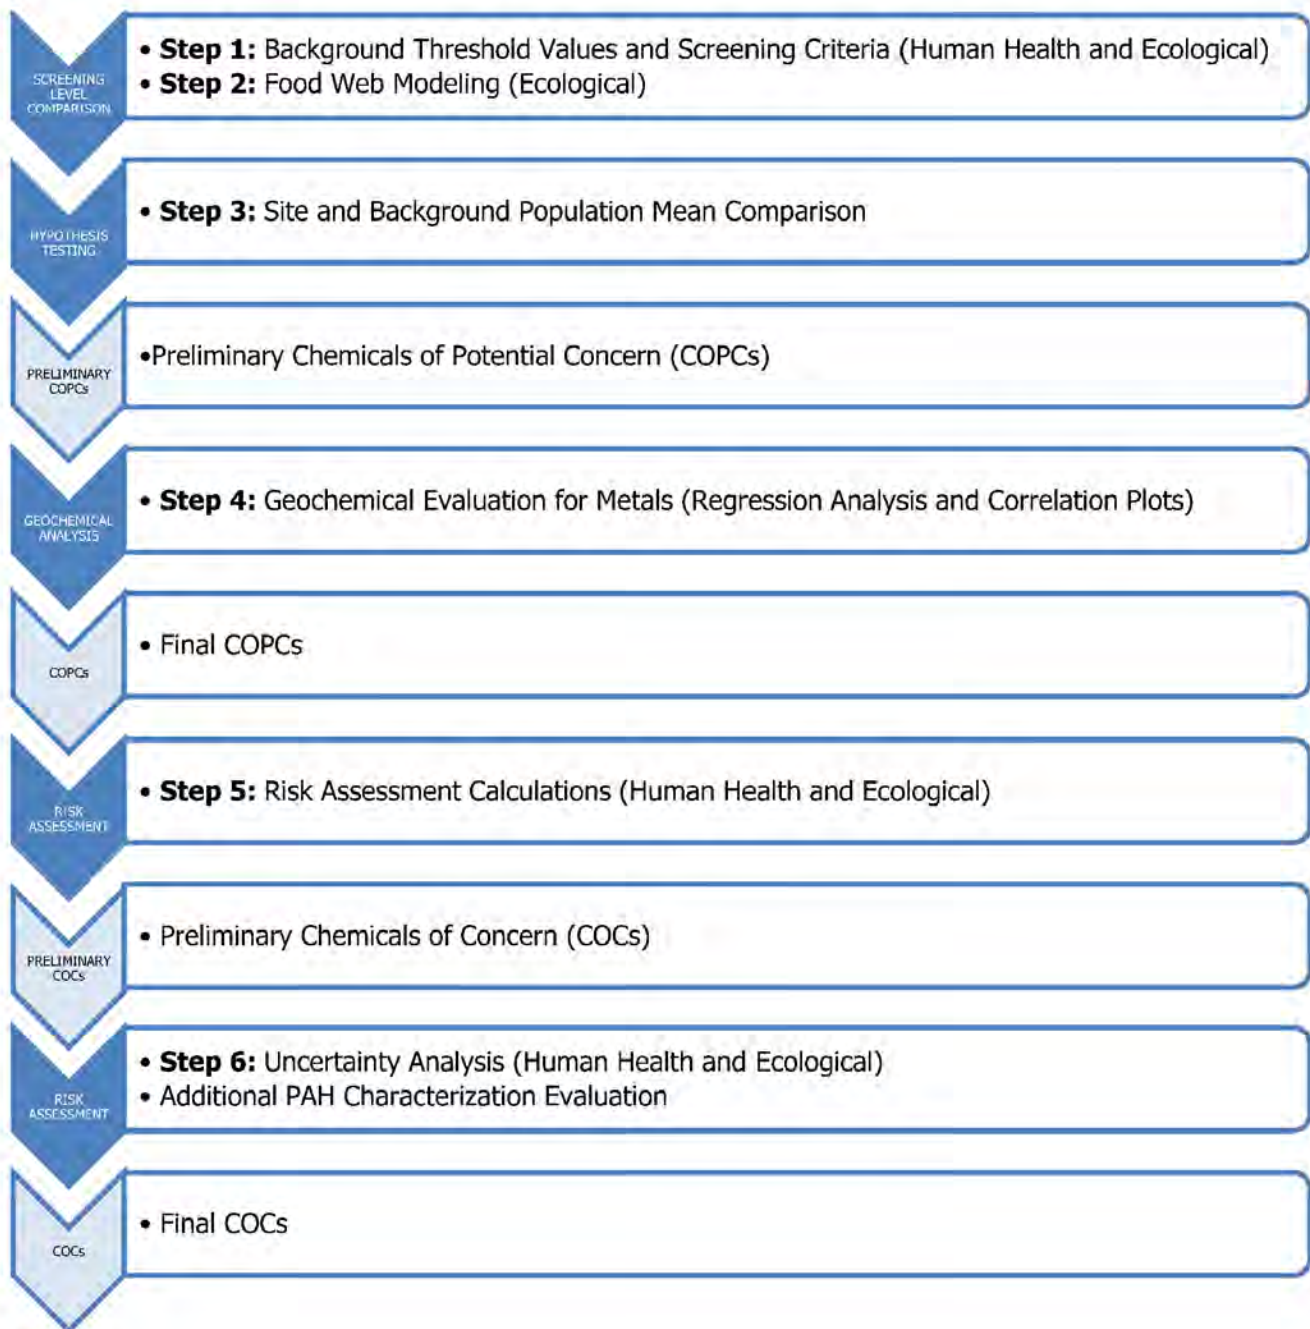 SCREENING
LEVEL
COMPARISON
• Step 1: Background Threshold Values and Screening Criteria (Human Health and Ecological)
• Step 2: Food Web Modeling (Ecological)
HYPOTHESIS
TESTING
• Step 3: Site and Background Population Mean Comparison
PRELIMINARY
COPCs
•Preliminary Chemicals of Potential Concern (COPCs)
GEOCHEMICAL
ANALYSIS
• Step 4: Geochemical Evaluation for Metals (Regression Analysis and Correlation Plots)
COPCs
• Final COPCs
RISK
ASSESSMENT
• Step 5: Risk Assessment Calculations (Human Health and Ecological)
PRELIMINARY
COCs
• Preliminary Chemicals of Concern (COCs)
RISK
ASSESSMENT
• Step 6: Uncertainty Analysis (Human Health and Ecological)
• Additional PAH Characterization Evaluation
COCs
• Final COCs